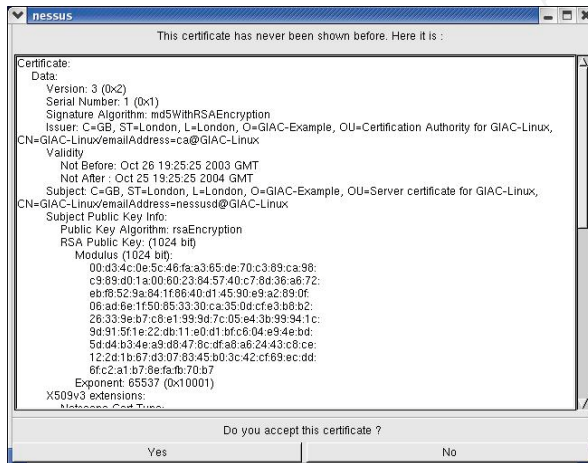 nessus
This certificate has never been shown before. Here it is :
Certificate:
Data:
Version: 3 (0x2)
Serial Number: 1 (0x1)
Signature Algorithm: md5WithRSAEncryption
Issuer: C=GB, ST=London, L=London, O=GIAC-Example, OU=Certification Authority for GIAC-Linux,
CN=GIAC-Linux/emailAddress=ca@GIAC-Linux
Validity
Not Before: Oct 26 19:25:25 2003 GMT
Not After : Oct 25 19:25:25 2004 GMT
Subject: C=GB, ST=London, L=London, O=GIAC-Example, OU=Server certificate for GIAC-Linux,
CN=GIAC-Linux/emailAddress=nessusd@GIAC-Linux
Subject Public Key Info:
Public Key Algorithm: rsaEncryption
RSA Public Key: (1024 bit)
Modulus (1024 bit):
00:d3:4c:0e:5c:46:fa:a3:65:de:70:c3:89:ca:98:
c9:89:d0:1a:00:60:23:84:57:40:c7:8d:36:a6:72:
eb:f8:52:9a:84:1f:86:40:d1:45:90:e9:a2:89:0f:
06:ad:6e:1f:50:85:33:30:ca:35:0d:cf:e3:b8:b2:
26:33:9e:b7:c8:e1:99:9d:7c:05:e4:3b:99:94:1c:
9d:91:5f:1e:22:db:11:e0:d1:bf:c6:04:e9:4e:bd:
5d:d4:b3:4e:a9:d8:47:8c:df:a8:a6:24:43:c8:ce:
12:2d:1b:67:d3:07:83:45:b0:3c:42:cf:69:ec:dd:
6f:c2:a1:b7:8e:fa:fb:70:b7
Exponent: 65537 (0x10001)
X509v3 extensions:
Netscape Cert Type:
Do you accept this certificate ?
Yes
No